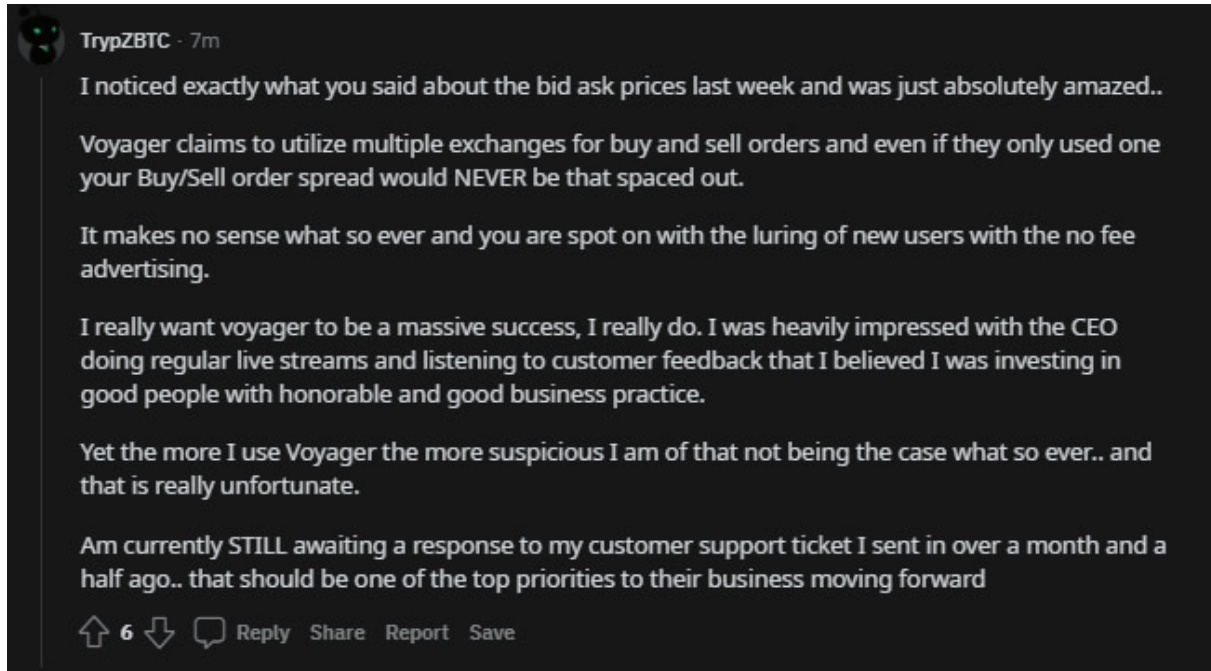 TrypZBTC · 7m
I noticed exactly what you said about the bid ask prices last week and was just absolutely amazed..
Voyager claims to utilize multiple exchanges for buy and sell orders and even if they only used one
your Buy/Sell order spread would NEVER be that spaced out.
It makes no sense what so ever and you are spot on with the luring of new users with the no fee
advertising.
I really want voyager to be a massive success, I really do. I was heavily impressed with the CEO
doing regular live streams and listening to customer feedback that I believed I was investing in
good people with honorable and good business practice.
Yet the more I use Voyager the more suspicious I am of that not being the case what so ever.. and
that is really unfortunate.
Am currently STILL awaiting a response to my customer support ticket I sent in over a month and a
half ago.. that should be one of the top priorities to their business moving forward
6 Reply Share Report Save